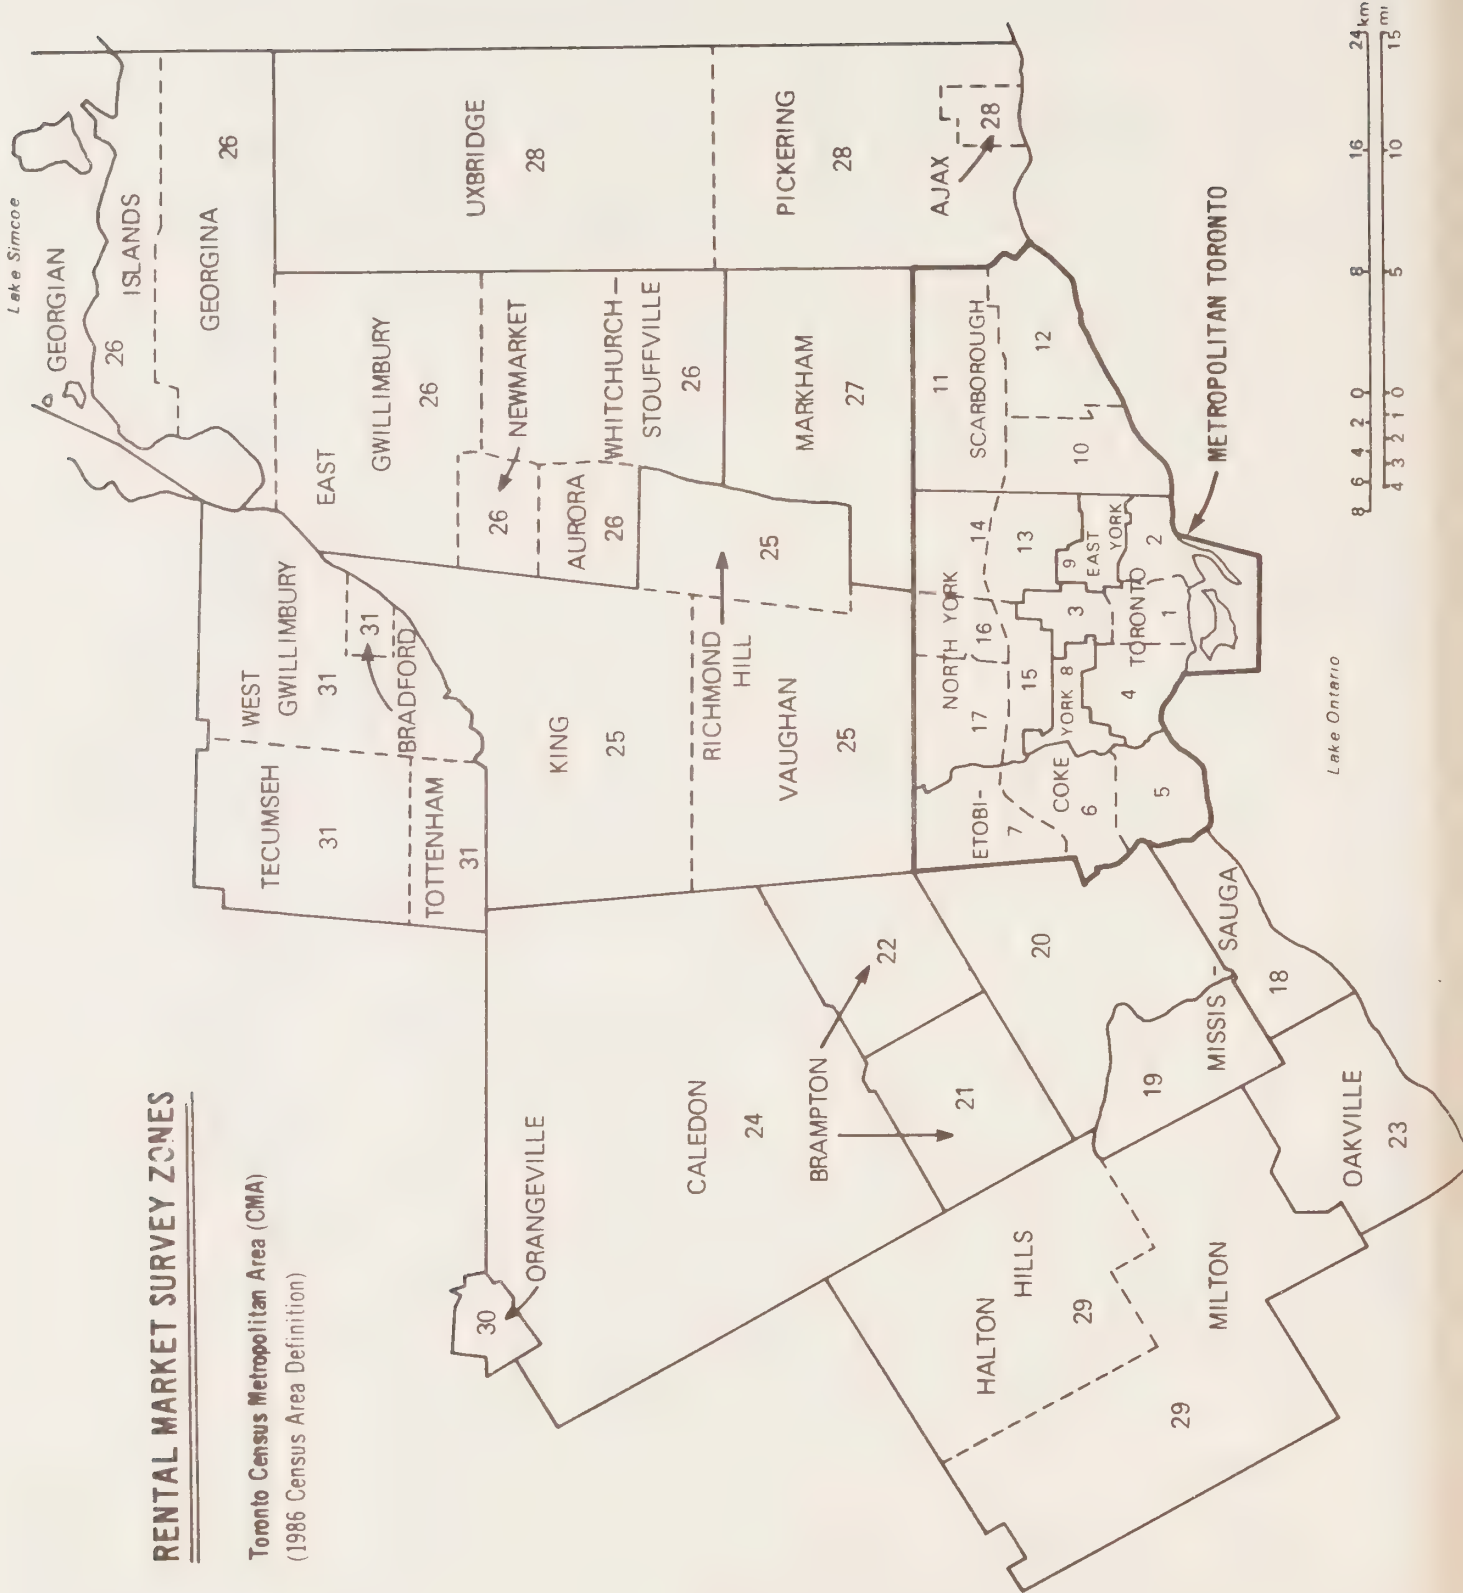 RENTAL MARKET SURVEY ZONES
Toronto Census Metropolitan Area (CMA)
(1986 Census Area Definition)
Lake Simcoe
GEORGIAN
ISLANDS
26
GEORGINA
26
TECUMSEH
31
WEST
GWILLIMBURY
31
BRADFORD
31
TOTTENHAM
31
EAST
GWILLIMBURY
26
NEWMARKET
26
AURORA
26
WHITCHURCH-
STOUFFVILLE
26
UXBRIDGE
28
ORANGEVILLE
30
CALEDON
24
KING
25
RICHMOND
HILL
25
VAUGHAN
25
MARKHAM
27
PICKERING
28
AJAX
28
BRAMPTON
21
22
HALTON
HILLS
29
MILTON
29
MISSIS-
SAUGA
20
19
18
OAKVILLE
23
ETOBI-
COKE
7
6
5
NORTH YORK
17
16
14
15
13
YORK 8
TORONTO
4
3
1
2
EAST
YORK
9
SCARBOROUGH
11
10
12
METROPOLITAN TORONTO
Lake Ontario
8 6 4 2 0 8 16 24 km
4 3 2 1 0 5 10 15 mi